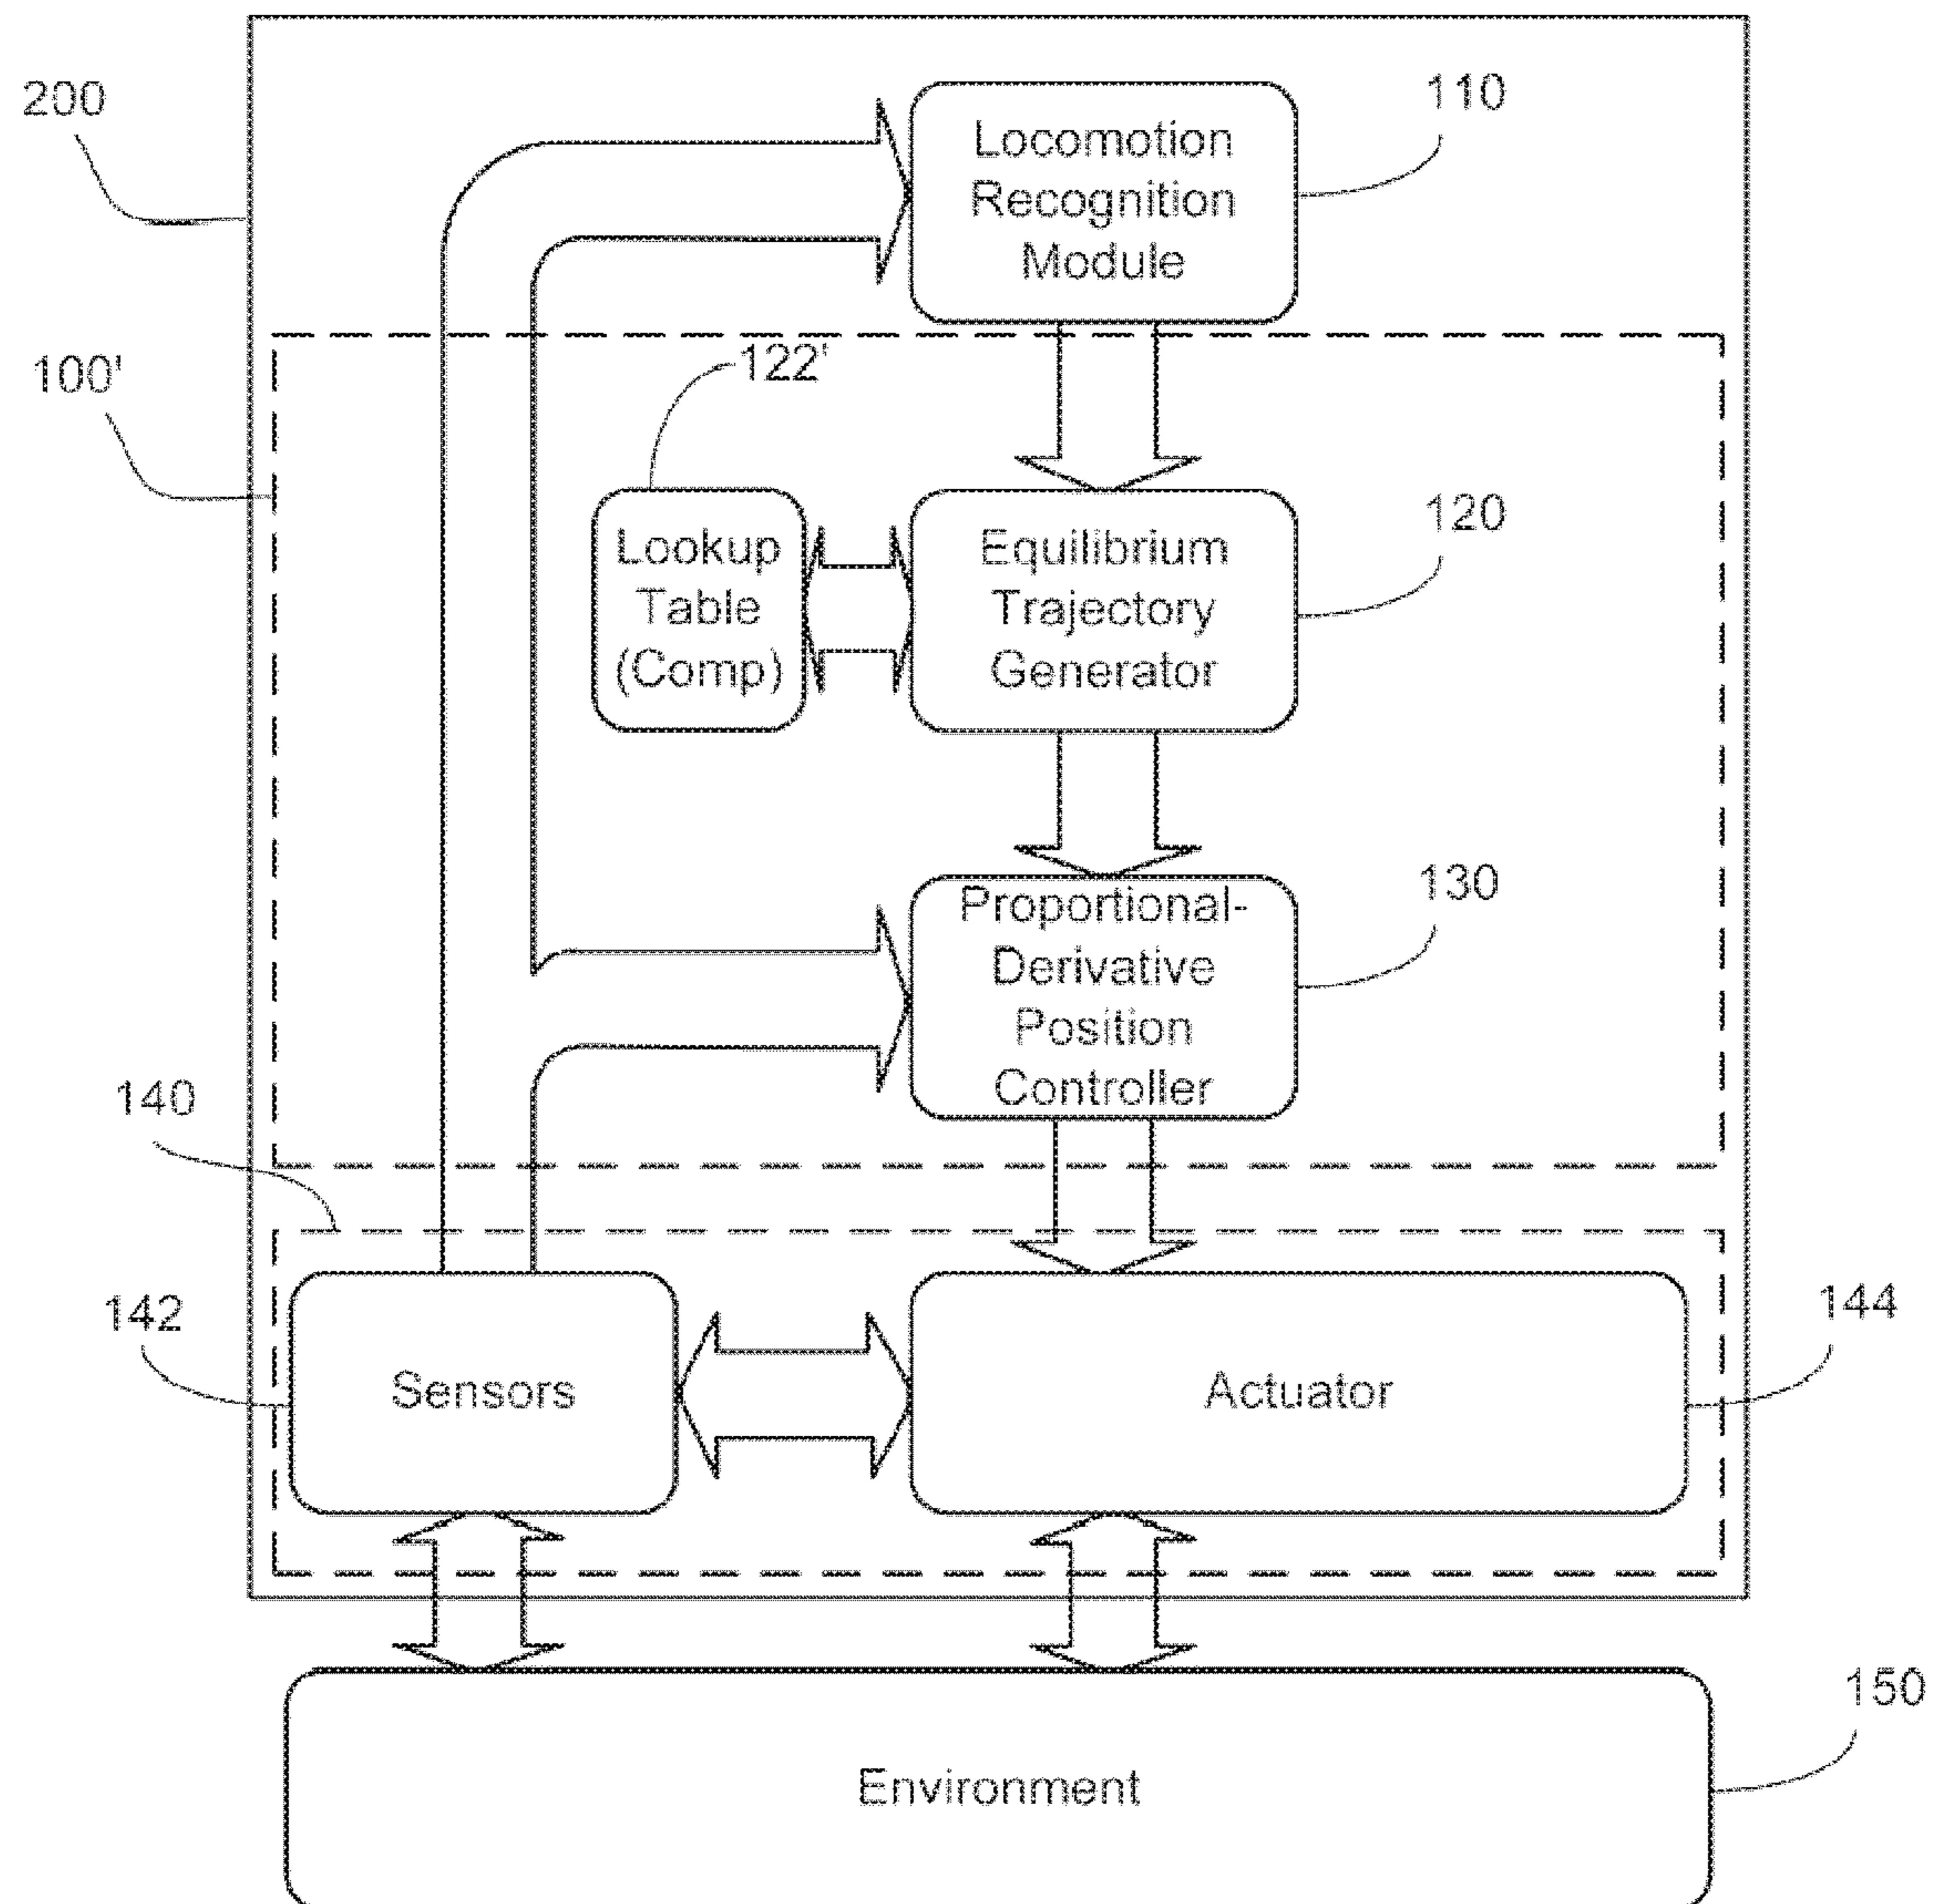 200
110
Locomotion
Recognition
Module
100'
122'
Lookup
Table
(Comp)
120
Equilibrium
Trajectory
Generator
130
Proportional-
Derivative
Position
Controller
140
142
Sensors
Actuator
144
150
Environment